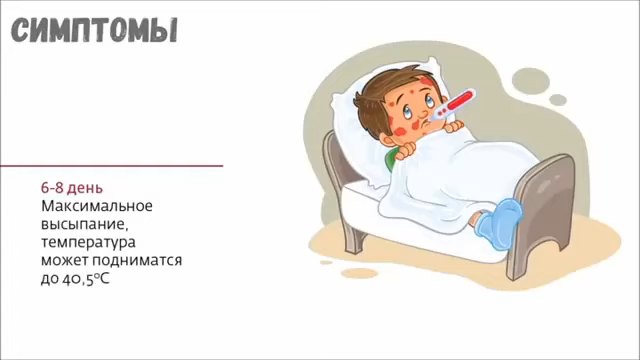 СИМПТОМЫ
6-8 день
Максимальное
высыпание,
температура
может подниматся
до 40,5°С